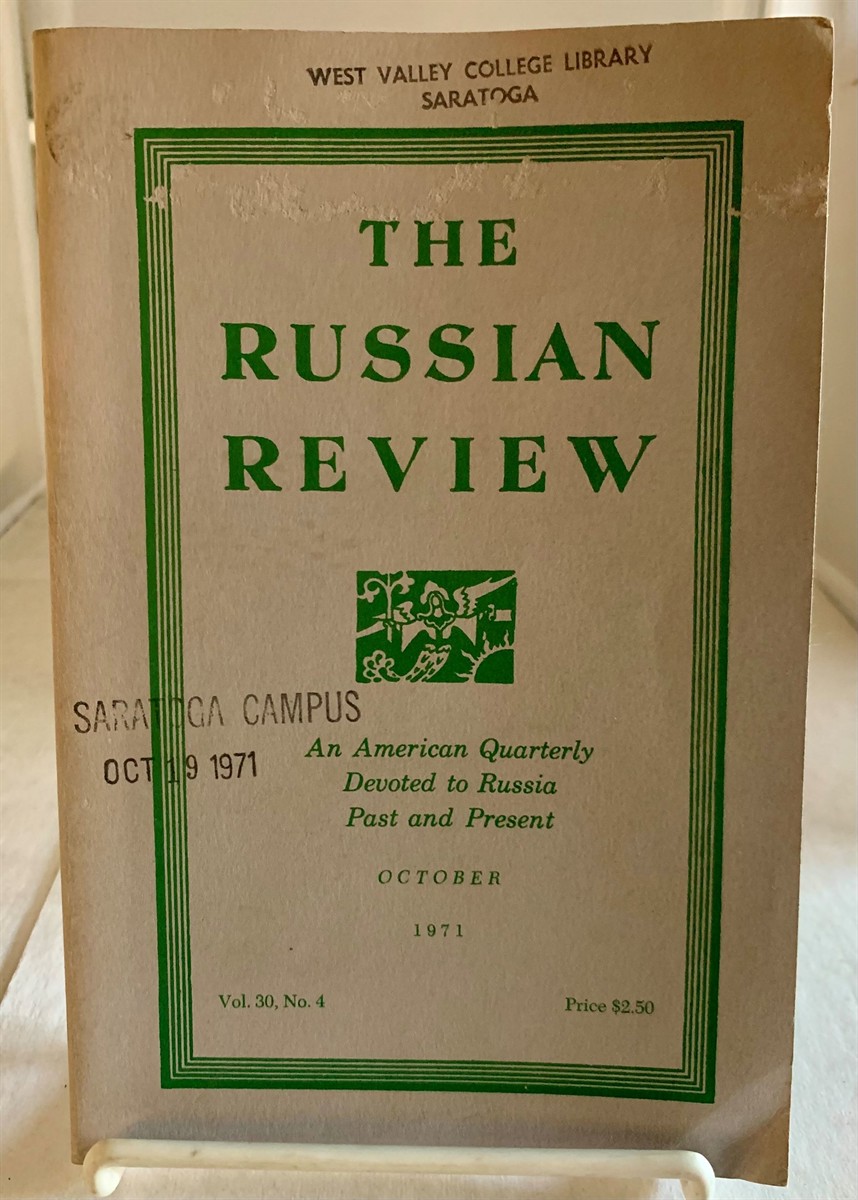 WEST VALLEY COLLEGE LIBRARY
SARATOGA
THE
RUSSIAN
REVIEW
SARATOGA CAMPUS
OCT 19 1971
An American Quarterly
Devoted to Russia
Past and Present
OCTOBER
1971
Vol. 30, No. 4
Price $2.50